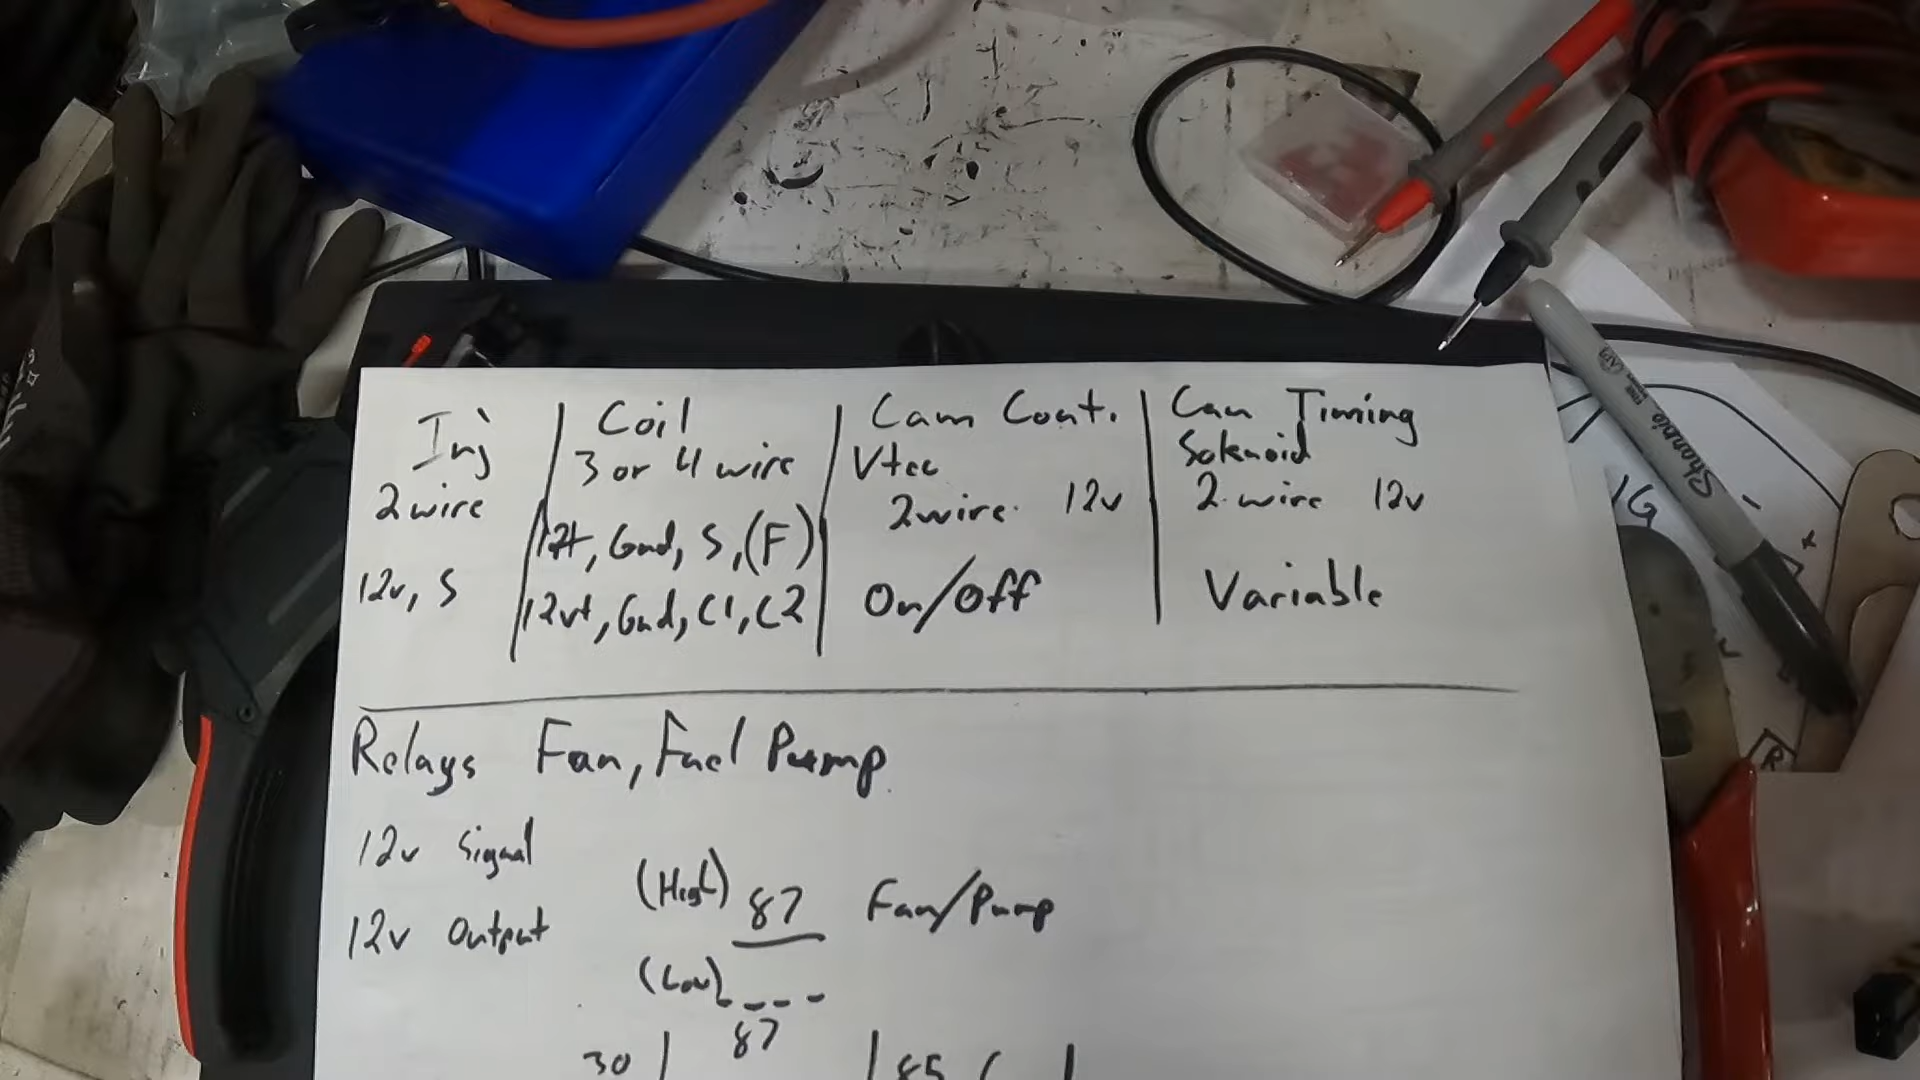 Inj
2 wire
12v, S
Coil
3 or 4 wire
12+, Gnd, S, (F)
12v+, Gnd, C1, C2
Cam Cont.
Vtec
2 wire. 12v
On/Off
Cam Timing
Solenoid
2 wire 12v
Variable
Relays Fan, Fuel Pump
12v Signal
12v Output
(High) 87 Fan/Pump
(Low)
87
30
85
Sharpie